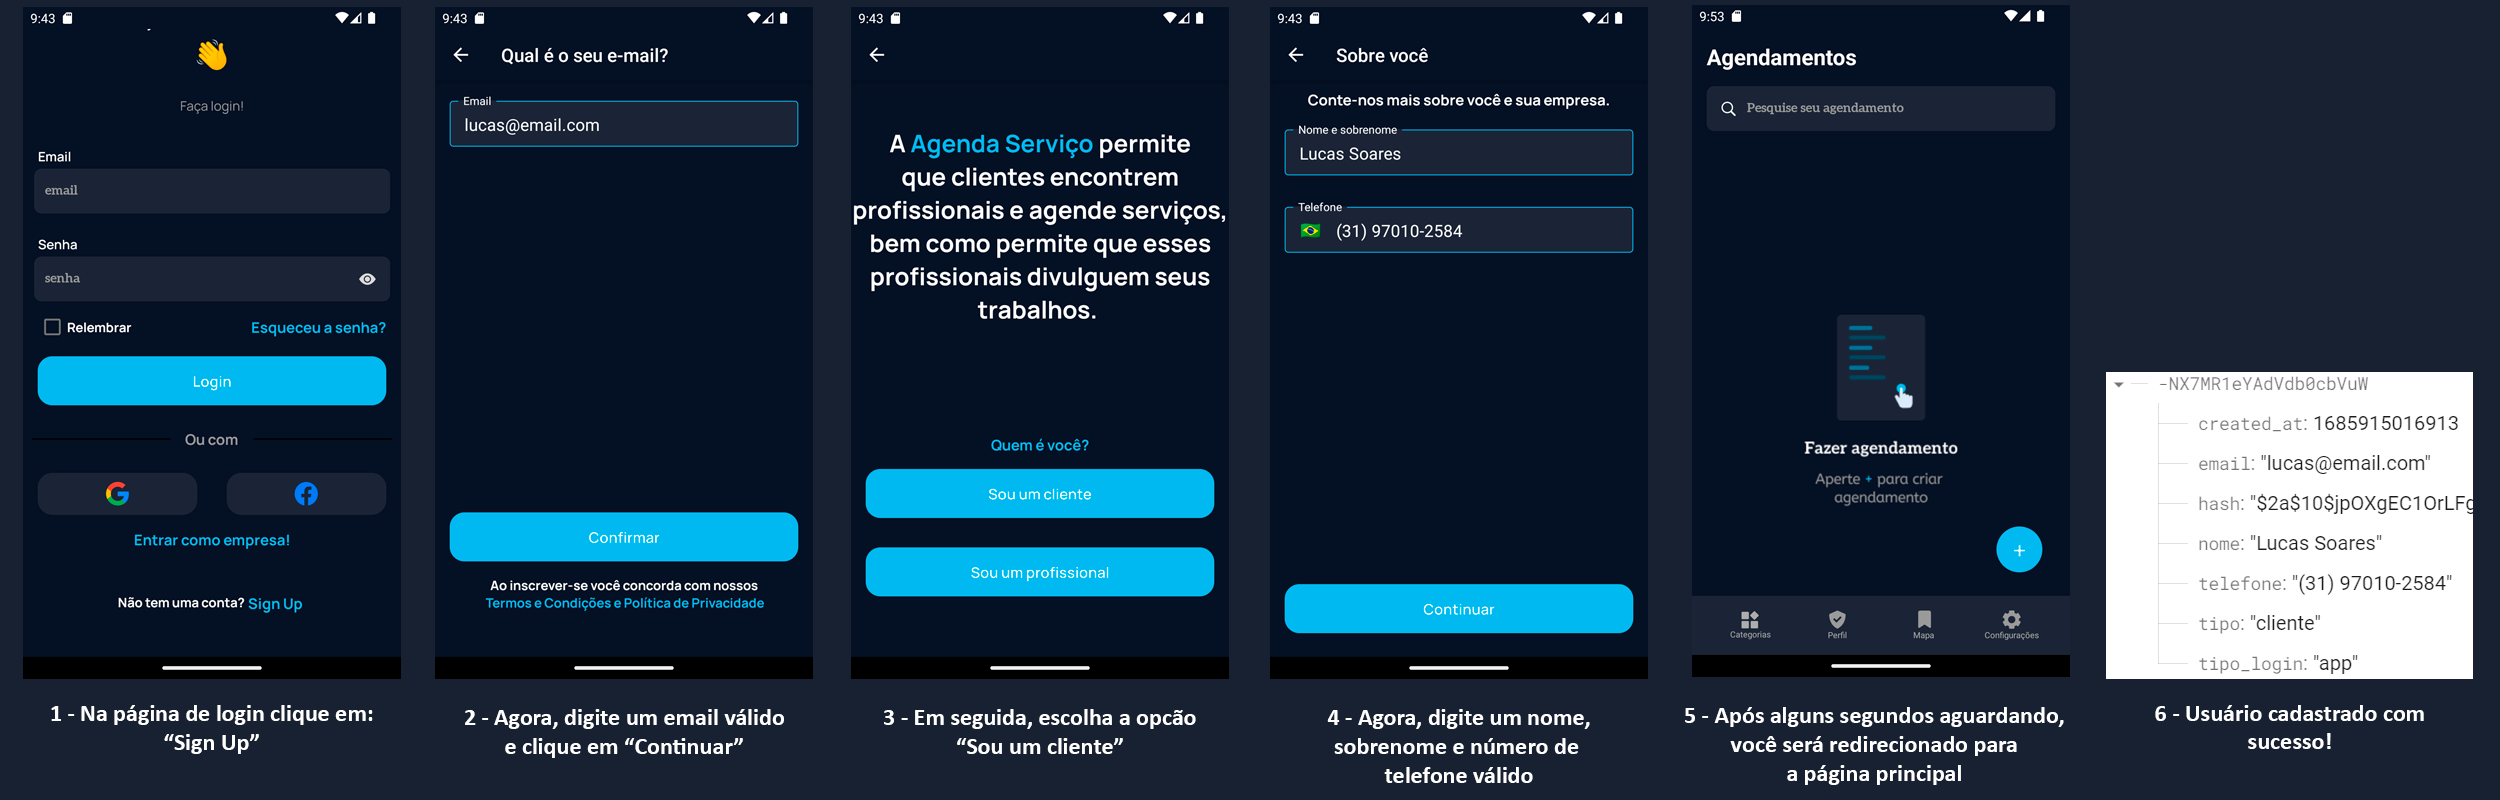 9:43
Faça login!
Email
email
Senha
senha
Relembrar
Esqueceu a senha?
Login
Ou com
Entrar como empresa!
Não tem uma conta? Sign Up
1 - Na página de login clique em:
“Sign Up”
9:43
Qual é o seu e-mail?
Email
lucas@email.com
Confirmar
Ao inscrever-se você concorda com nossos
Termos e Condições e Política de Privacidade
2 - Agora, digite um email válido
e clique em “Continuar”
9:43
A Agenda Serviço permite
que clientes encontrem
profissionais e agende serviços,
bem como permite que esses
profissionais divulguem seus
trabalhos.
Quem é você?
Sou um cliente
Sou um profissional
3 - Em seguida, escolha a opcão
“Sou um cliente”
9:43
Sobre você
Conte-nos mais sobre você e sua empresa.
Nome e sobrenome
Lucas Soares
Telefone
(31) 97010-2584
Continuar
4 - Agora, digite um nome,
sobrenome e número de
telefone válido
9:53
Agendamentos
Pesquise seu agendamento
Fazer agendamento
Aperte + para criar
agendamento
+
Categorias
Perfil
Mapa
Configurações
5 - Após alguns segundos aguardando,
você será redirecionado para
a página principal
-NX7MR1eYAdVdb0cbVuW
created_at: 1685915016913
email: "lucas@email.com"
hash: "$2a$10$jpOXgEC1OrLFg
nome: "Lucas Soares"
telefone: "(31) 97010-2584"
tipo: "cliente"
tipo_login: "app"
6 - Usuário cadastrado com
sucesso!